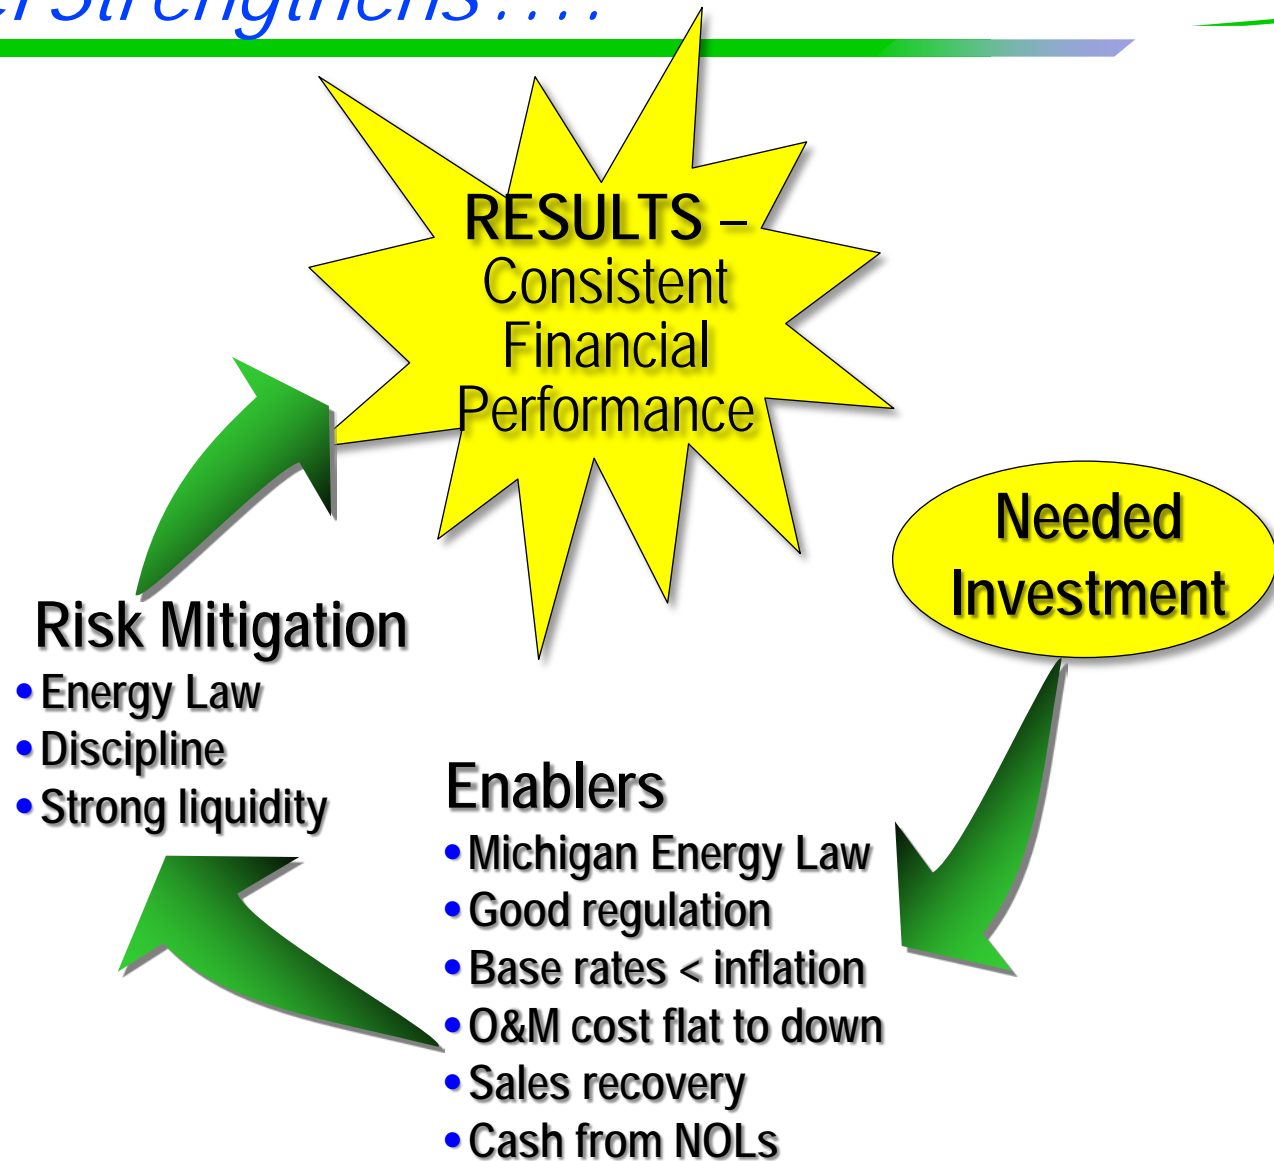 Strengthens....
RESULTS –
Consistent
Financial
Performance
Needed
Investment
Risk Mitigation
• Energy Law
• Discipline
• Strong liquidity
Enablers
• Michigan Energy Law
• Good regulation
• Base rates < inflation
• O&M cost flat to down
• Sales recovery
• Cash from NOLs